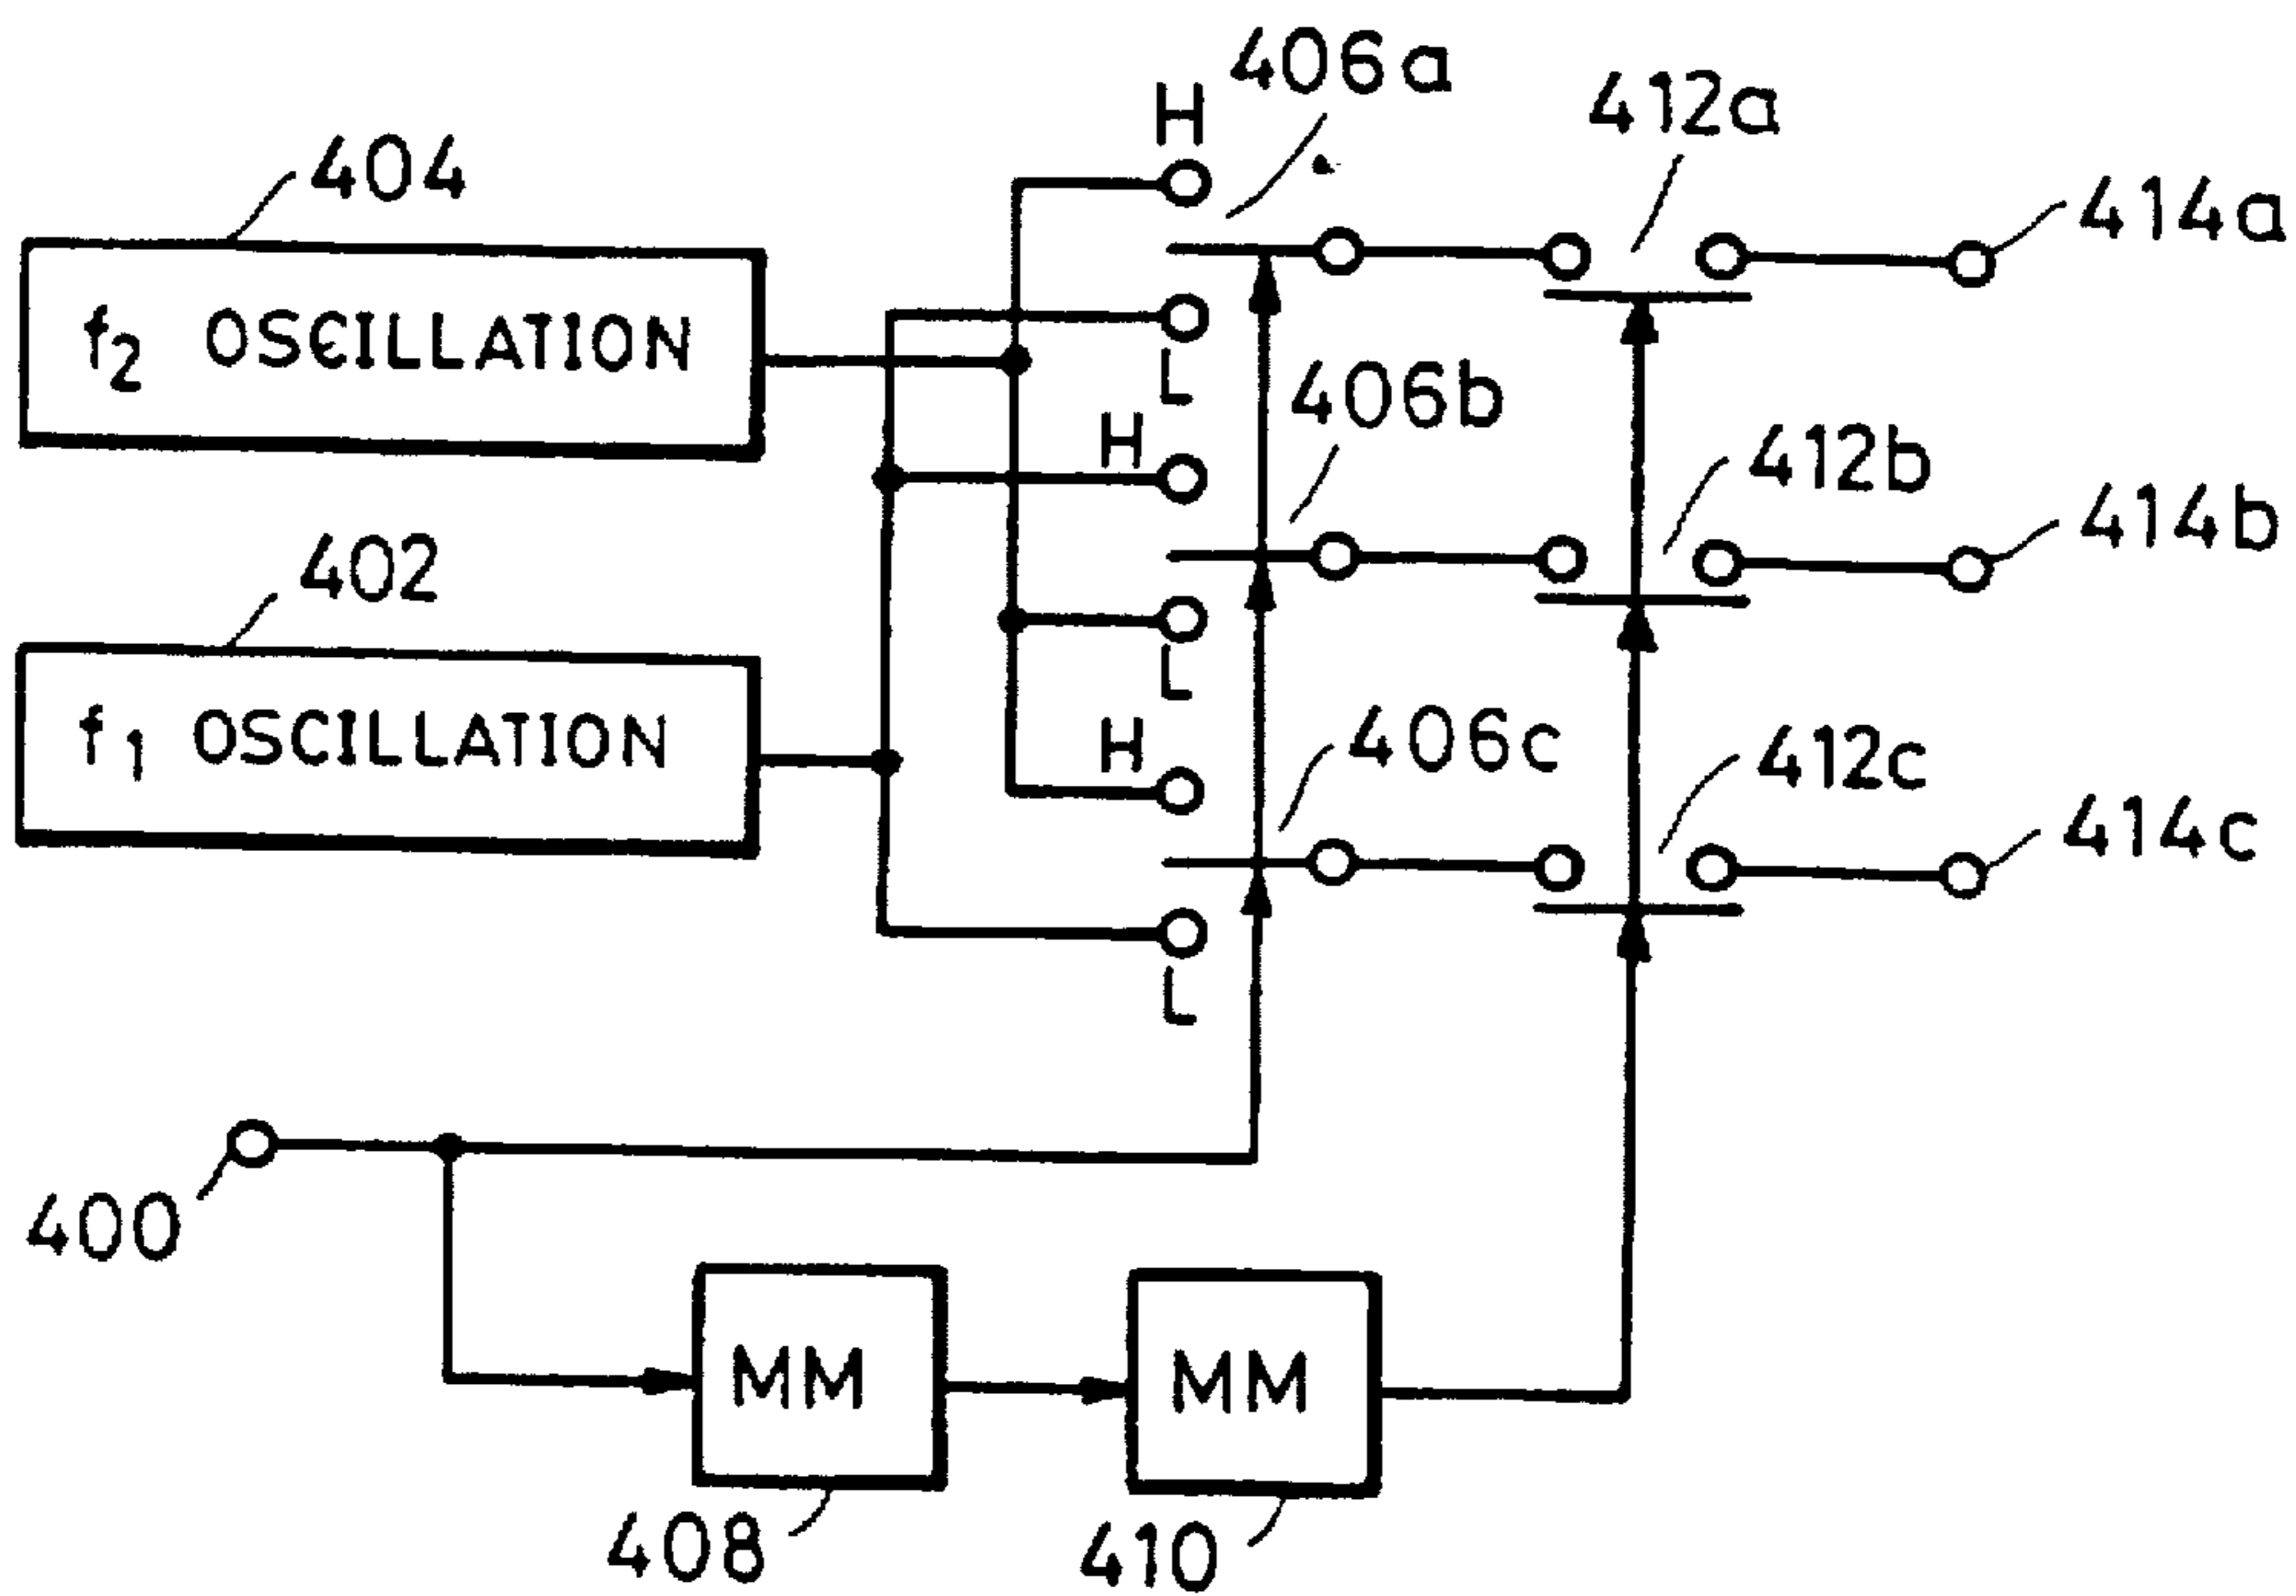 406a
H
412a
404
414a
f2 OSCILLATION
L
406b
H
412b
414b
402
L
f1 OSCILLATION
H
406c
412c
414c
L
400
MM
MM
408
410